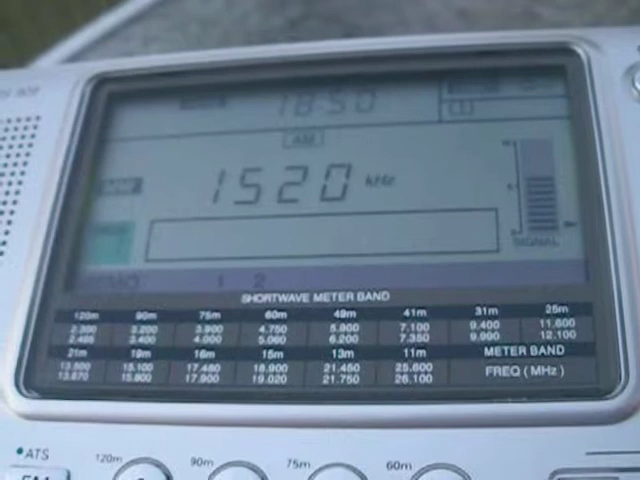 18:50
AM
MW
1520 kHz
SIGNAL
1 2
SHORTWAVE METER BAND
120m 90m 75m 60m 49m 41m 31m 25m
2.300 3.200 3.900 4.750 5.800 7.100 9.400 11.600
2.495 3.400 4.000 5.060 6.200 7.350 9.990 12.100
21m 19m 16m 15m 13m 11m METER BAND
13.500 15.100 17.480 18.900 21.450 25.600 FREQ (MHz)
13.870 15.800 17.900 19.020 21.750 26.100
ATS 120m 90m 75m 60m